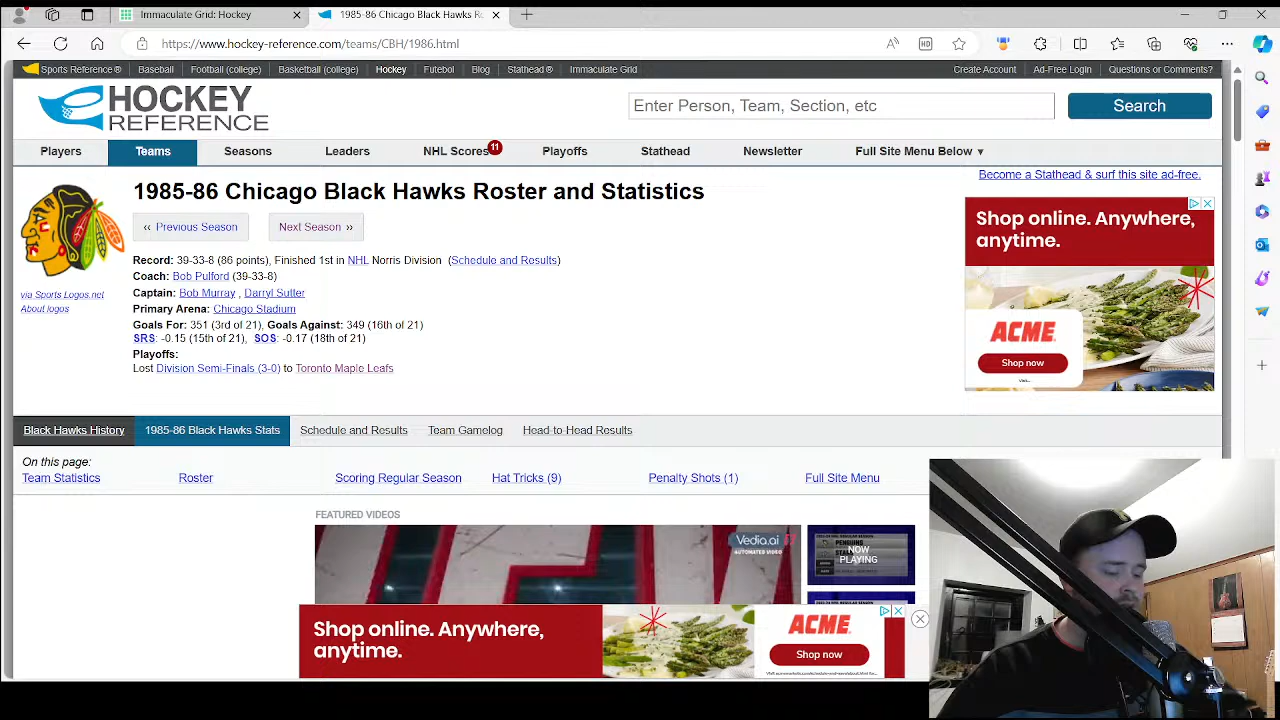 Immaculate Grid: Hockey
1985-86 Chicago Black Hawks R
https://www.hockey-reference.com/teams/CBH/1986.html
Sports Reference® Baseball Football (college) Basketball (college) Hockey Futebol Blog Stathead® Immaculate Grid Create Account Ad-Free Login Questions or Comments?
HOCKEY
REFERENCE
Enter Person, Team, Section, etc Search
Players Teams Seasons Leaders NHL Scores 11 Playoffs Stathead Newsletter Full Site Menu Below ▼
Become a Stathead & surf this site ad-free.
1985-86 Chicago Black Hawks Roster and Statistics
‹‹ Previous Season Next Season ››
Record: 39-33-8 (86 points), Finished 1st in NHL Norris Division (Schedule and Results)
Coach: Bob Pulford (39-33-8)
Captain: Bob Murray , Darryl Sutter
Primary Arena: Chicago Stadium
Goals For: 351 (3rd of 21), Goals Against: 349 (16th of 21)
SRS: -0.15 (15th of 21), SOS: -0.17 (18th of 21)
Playoffs:
Lost Division Semi-Finals (3-0) to Toronto Maple Leafs
via Sports Logos.net
About logos
Shop online. Anywhere,
anytime.
ACME
Shop now
Black Hawks History 1985-86 Black Hawks Stats Schedule and Results Team Gamelog Head-to-Head Results
On this page:
Team Statistics Roster Scoring Regular Season Hat Tricks (9) Penalty Shots (1) Full Site Menu
FEATURED VIDEOS
Vedia.ai
AUTOMATED VIDEO
NOW
PLAYING
Shop online. Anywhere,
anytime.
ACME
Shop now